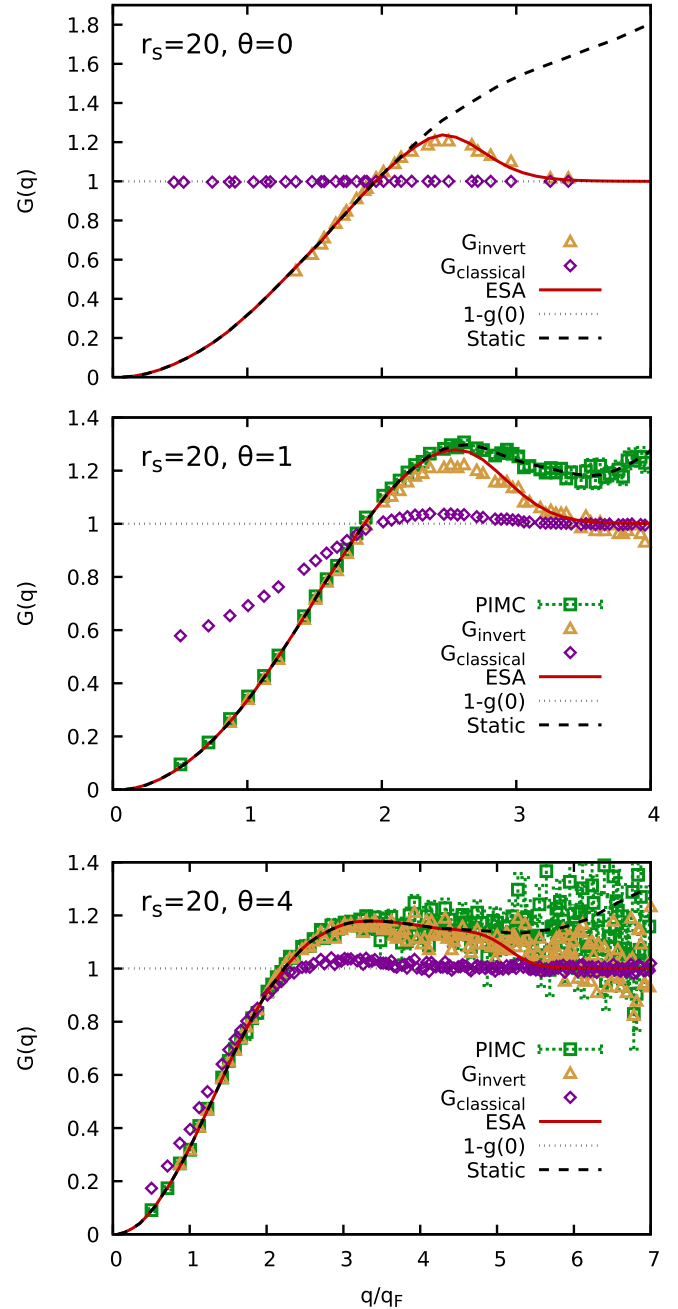 1.8
1.6
1.4
1.2
1
0.8
0.6
0.4
0.2
0
G(q)
r_s=20, θ=0
G_invert
G_classical
ESA
1-g(0)
Static
1.4
1.2
1
0.8
0.6
0.4
0.2
0
G(q)
r_s=20, θ=1
PIMC
G_invert
G_classical
ESA
1-g(0)
Static
0 1 2 3 4
1.4
1.2
1
0.8
0.6
0.4
0.2
0
G(q)
r_s=20, θ=4
PIMC
G_invert
G_classical
ESA
1-g(0)
Static
0 1 2 3 4 5 6 7
q/q_F